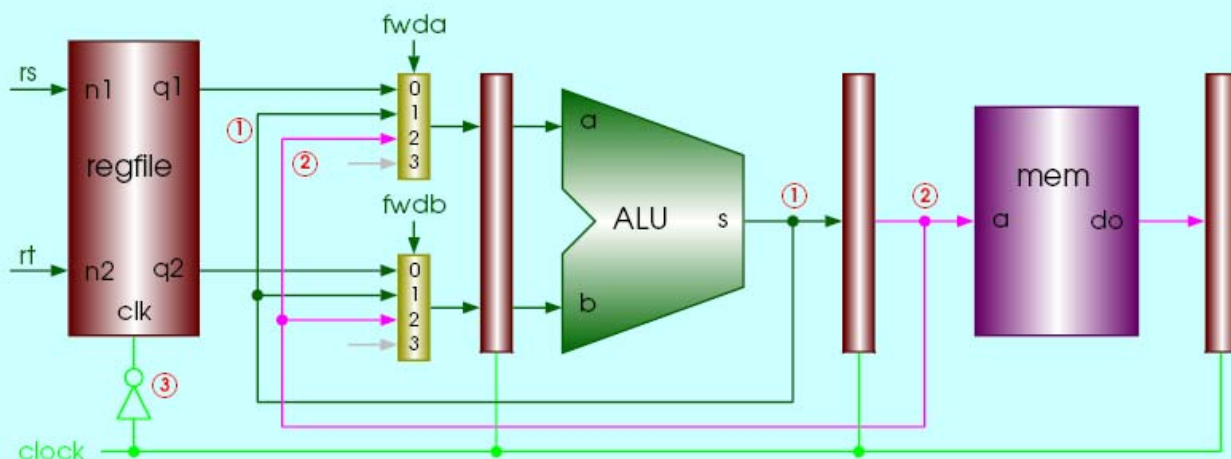 fwda
rs
n1 q1
0
1
2
3
①
②
regfile
a
ALU
s
①
②
mem
a do
fwdb
rt
n2 q2
0
1
2
3
b
clk
③
clock